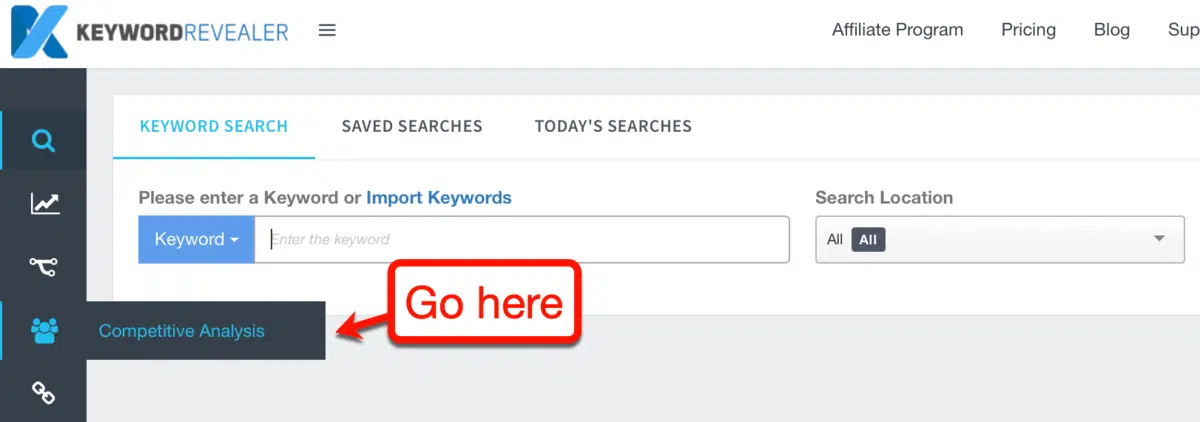 KEYWORDREVEALER
Affiliate Program Pricing Blog Sup
KEYWORD SEARCH SAVED SEARCHES TODAY'S SEARCHES
Please enter a Keyword or Import Keywords
Search Location
Keyword
Enter the keyword
All All
Go here
Competitive Analysis